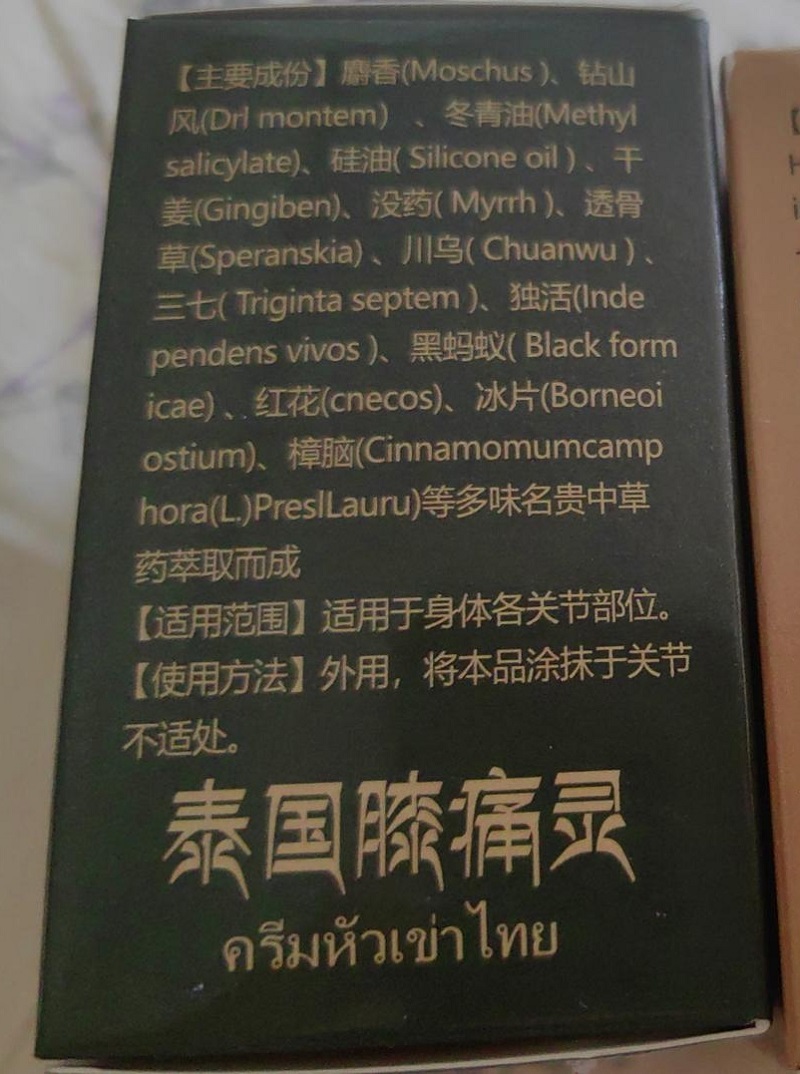 【主要成份】麝香(Moschus )、钻山
风(Drl montem) 、冬青油(Methyl
salicylate)、硅油( Silicone oil ) 、干
姜(Gingiben)、没药( Myrrh )、透骨
草(Speranskia) 、川乌( Chuanwu ) 、
三七( Triginta septem )、独活(Inde
pendens vivos )、黑蚂蚁( Black form
icae) 、红花(cnecos)、冰片(Borneoi
ostium)、樟脑(Cinnamomumcamp
hora(L.)PreslLauru)等多味名贵中草
药萃取而成
【适用范围】适用于身体各关节部位。
【使用方法】外用，将本品涂抹于关节
不适处。
泰国膝痛灵
ครีมหัวเข่าไทย